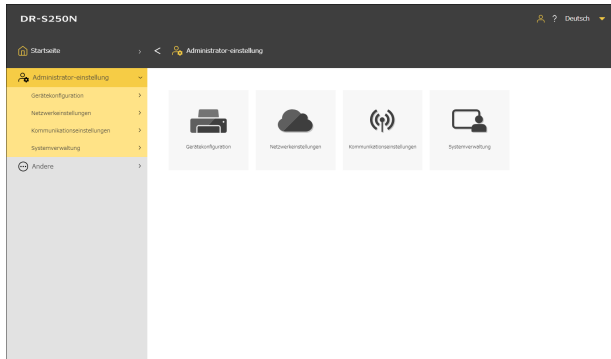 DR-S250N
? Deutsch
Startseite
Administrator-einstellung
Administrator-einstellung
Gerätekonfiguration
Netzwerkeinstellungen
Kommunikationseinstellungen
Systemverwaltung
Andere
Gerätekonfiguration
Netzwerkeinstellungen
Kommunikationseinstellungen
Systemverwaltung